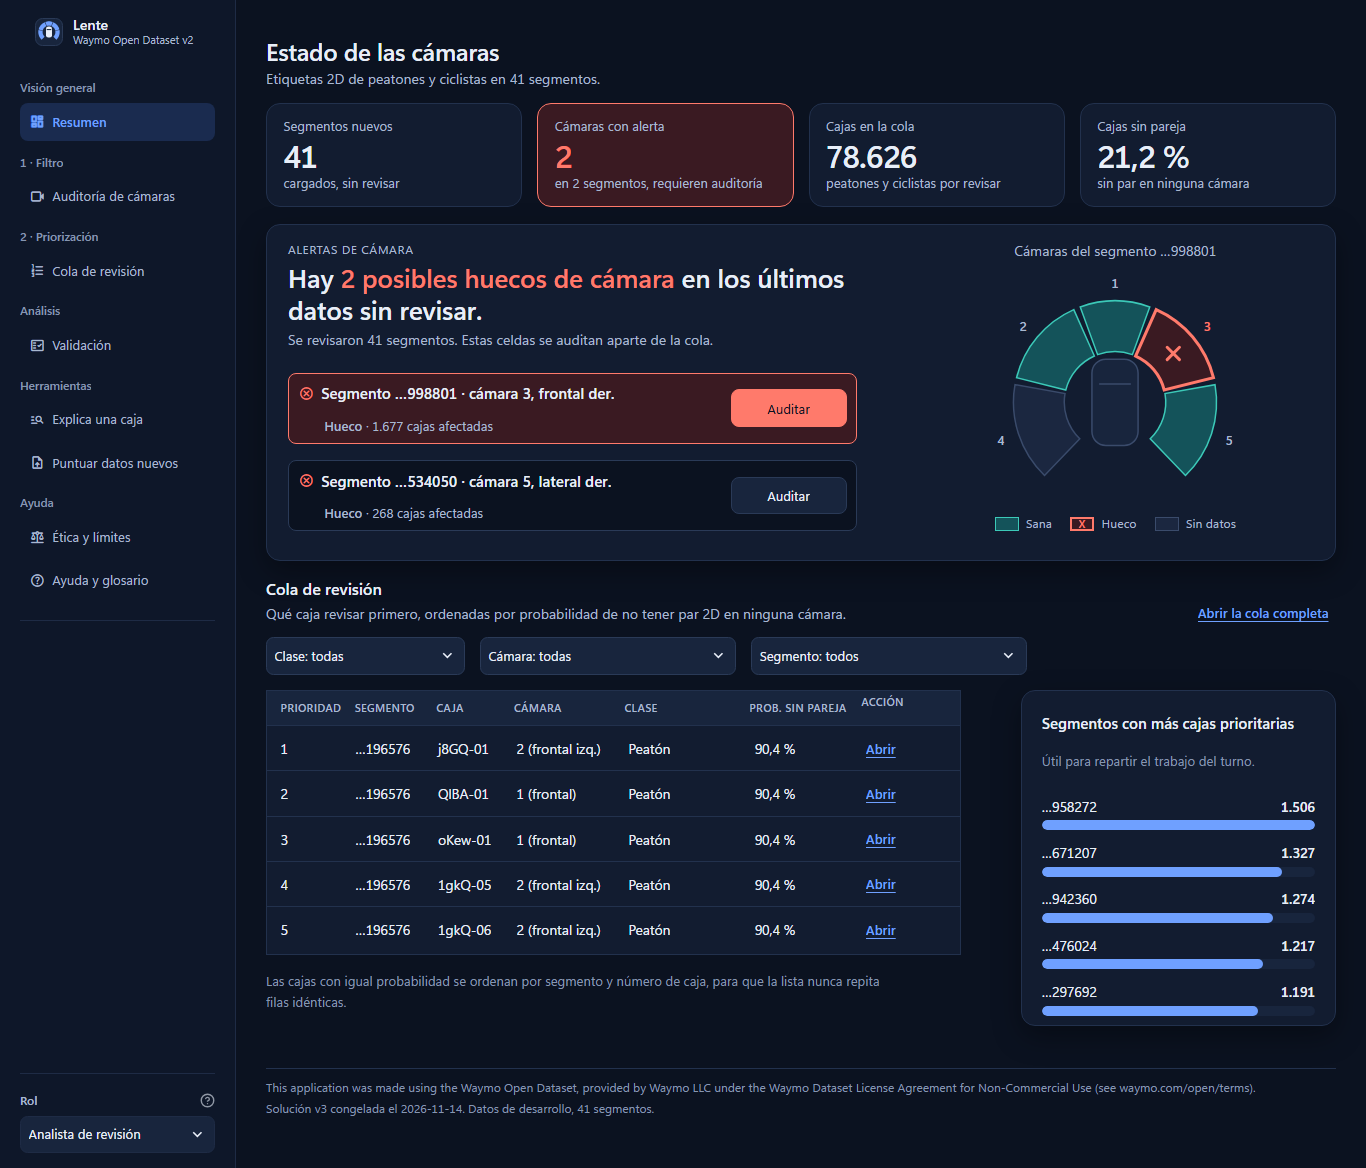 Lente
Waymo Open Dataset v2
Visión general
Resumen
1 · Filtro
Auditoría de cámaras
2 · Priorización
Cola de revisión
Análisis
Validación
Herramientas
Explica una caja
Puntuar datos nuevos
Ayuda
Ética y límites
Ayuda y glosario
Rol
Analista de revisión
Estado de las cámaras
Etiquetas 2D de peatones y ciclistas en 41 segmentos.
Segmentos nuevos
41
cargados, sin revisar
Cámaras con alerta
2
en 2 segmentos, requieren auditoría
Cajas en la cola
78.626
peatones y ciclistas por revisar
Cajas sin pareja
21,2 %
sin par en ninguna cámara
ALERTAS DE CÁMARA
Hay 2 posibles huecos de cámara en los últimos
datos sin revisar.
Se revisaron 41 segmentos. Estas celdas se auditan aparte de la cola.
Segmento ...998801 · cámara 3, frontal der.
Hueco · 1.677 cajas afectadas
Auditar
Segmento ...534050 · cámara 5, lateral der.
Hueco · 268 cajas afectadas
Auditar
Cámaras del segmento ...998801
1
2
3
4
5
Sana
X Hueco
Sin datos
Cola de revisión
Qué caja revisar primero, ordenadas por probabilidad de no tener par 2D en ninguna cámara.
Abrir la cola completa
Clase: todas
Cámara: todas
Segmento: todos
PRIORIDAD SEGMENTO CAJA CÁMARA CLASE PROB. SIN PAREJA ACCIÓN
1 ...196576 j8GQ-01 2 (frontal izq.) Peatón 90,4 % Abrir
2 ...196576 QIBA-01 1 (frontal) Peatón 90,4 % Abrir
3 ...196576 oKew-01 1 (frontal) Peatón 90,4 % Abrir
4 ...196576 1gkQ-05 2 (frontal izq.) Peatón 90,4 % Abrir
5 ...196576 1gkQ-06 2 (frontal izq.) Peatón 90,4 % Abrir
Las cajas con igual probabilidad se ordenan por segmento y número de caja, para que la lista nunca repita
filas idénticas.
Segmentos con más cajas prioritarias
Útil para repartir el trabajo del turno.
...958272 1.506
...671207 1.327
...942360 1.274
...476024 1.217
...297692 1.191
This application was made using the Waymo Open Dataset, provided by Waymo LLC under the Waymo Dataset License Agreement for Non-Commercial Use (see waymo.com/open/terms).
Solución v3 congelada el 2026-11-14. Datos de desarrollo, 41 segmentos.